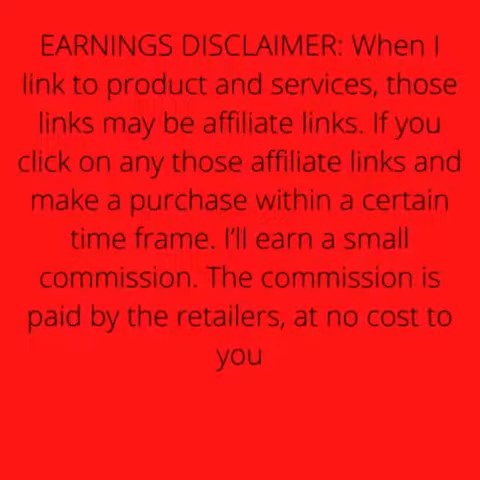 EARNINGS DISCLAIMER: When I
link to product and services, those
links may be affiliate links. If you
click on any those affiliate links and
make a purchase within a certain
time frame. I’ll earn a small
commission. The commission is
paid by the retailers, at no cost to
you